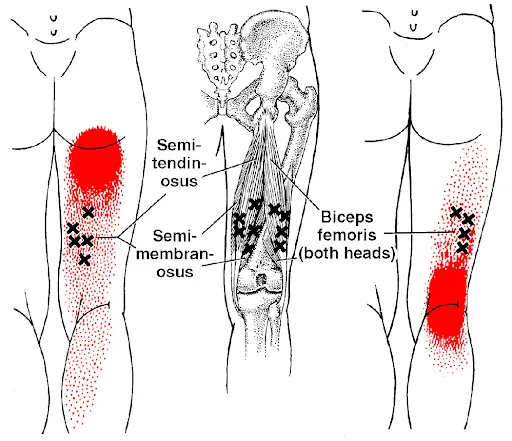 Semi-
tendin-
osus
Semi-
membran-
osus
Biceps
femoris
(both heads)